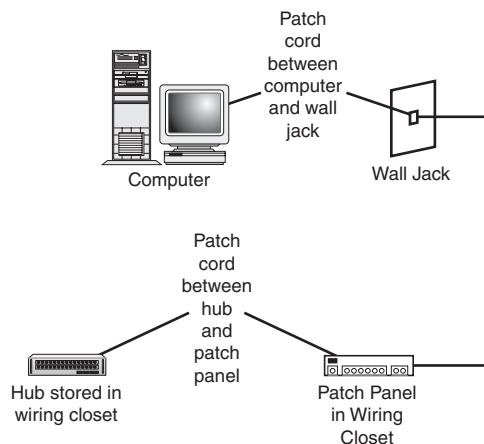 Patch
cord
between
computer
and wall
jack
Computer
Wall Jack
Patch
cord
between
hub
and
patch
panel
Hub stored in
wiring closet
Patch Panel
in Wiring
Closet